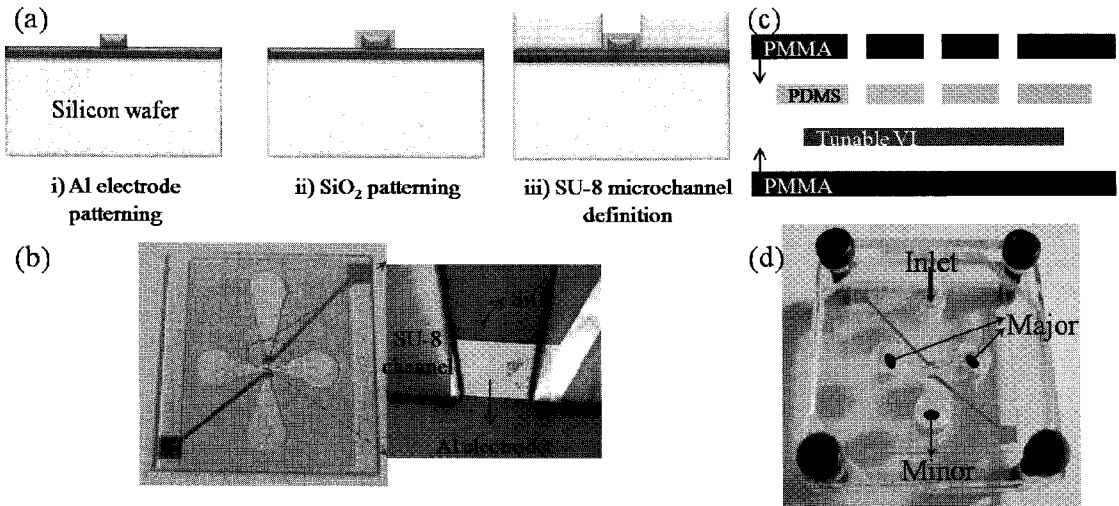 (a)
Silicon wafer
i) Al electrode
patterning
ii) SiO₂ patterning
iii) SU-8 microchannel
definition
(c)
PMMA
PDMS
Tunable VI
PMMA
(b)
SU-8
channel
Al electrode
(d)
Inlet
Major
Minor